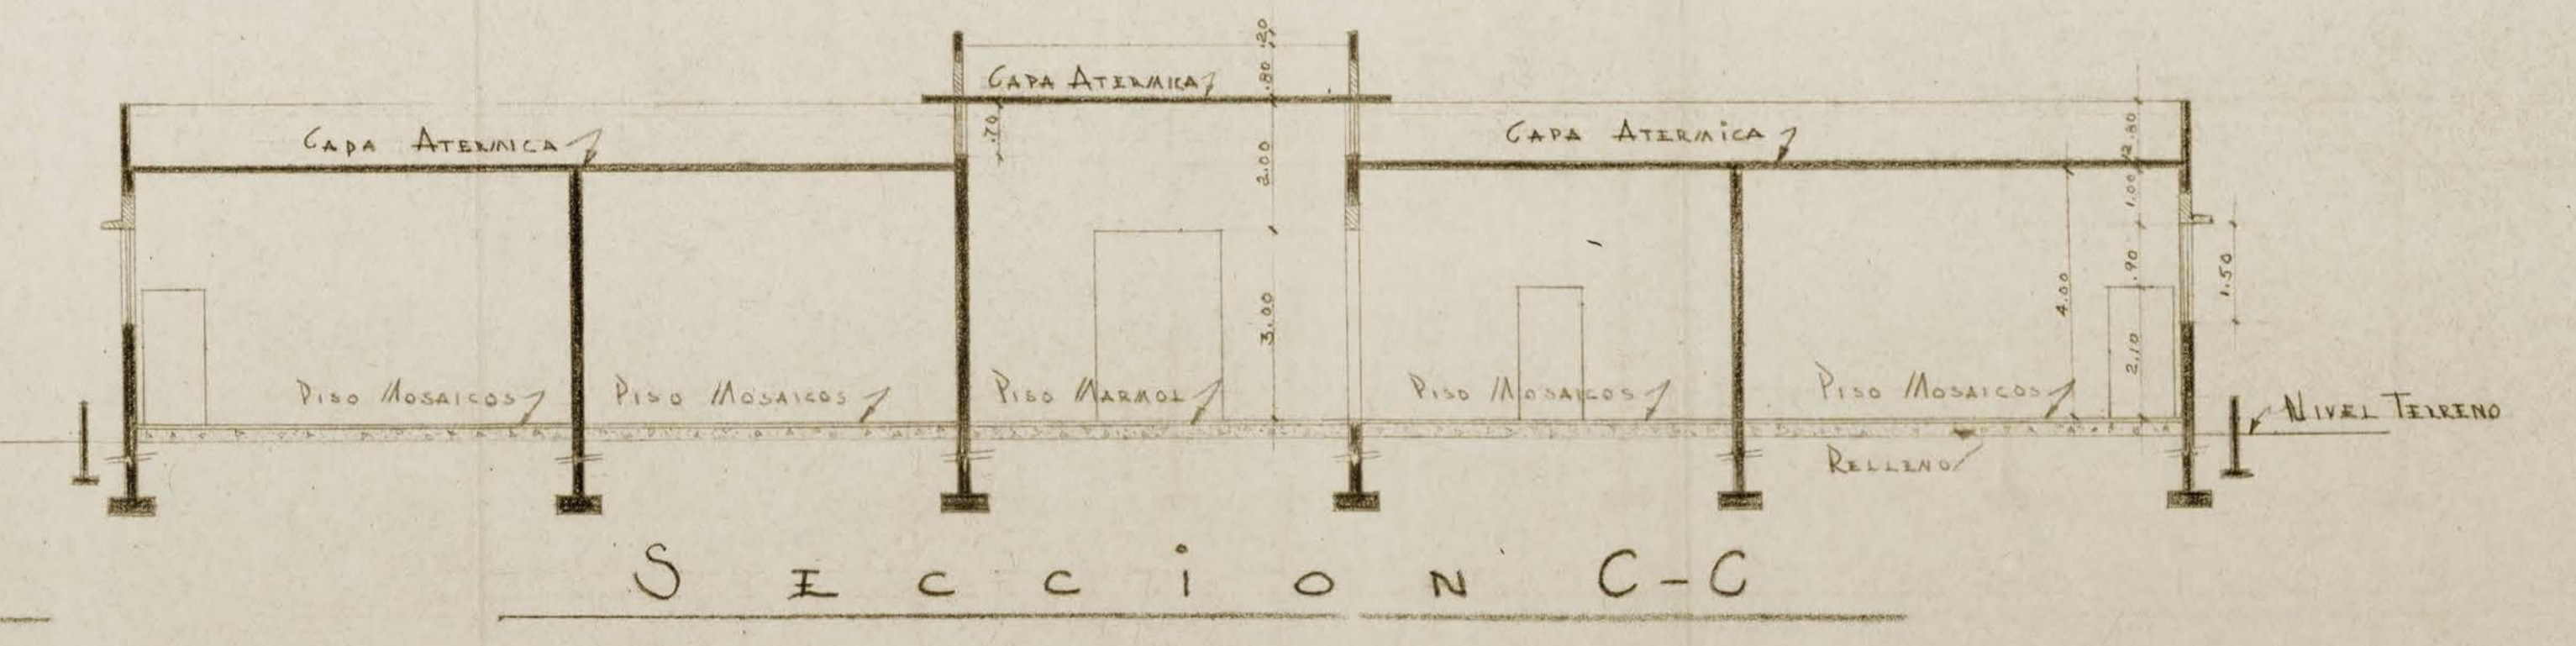 .20
.80
CAPA ATERMICA
CAPA ATERMICA
.70
2.00
CAPA ATERMICA
.80
1.00
.90
1.50
4.00
3.00
2.10
PISO MOSAICOS
PISO MOSAICOS
PISO MARMOL
PISO MOSAICOS
PISO MOSAICOS
NIVEL TERRENO
RELLENO
SECCION C-C